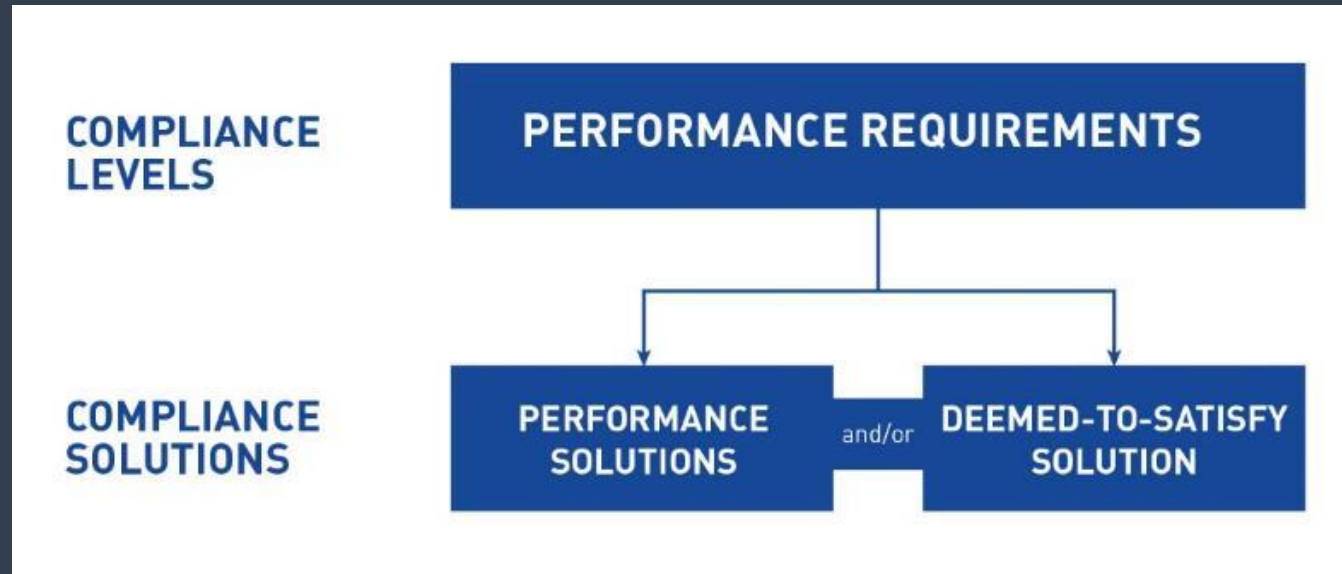 COMPLIANCE
LEVELS
PERFORMANCE REQUIREMENTS
COMPLIANCE
SOLUTIONS
PERFORMANCE
SOLUTIONS
and/or
DEEMED-TO-SATISFY
SOLUTION